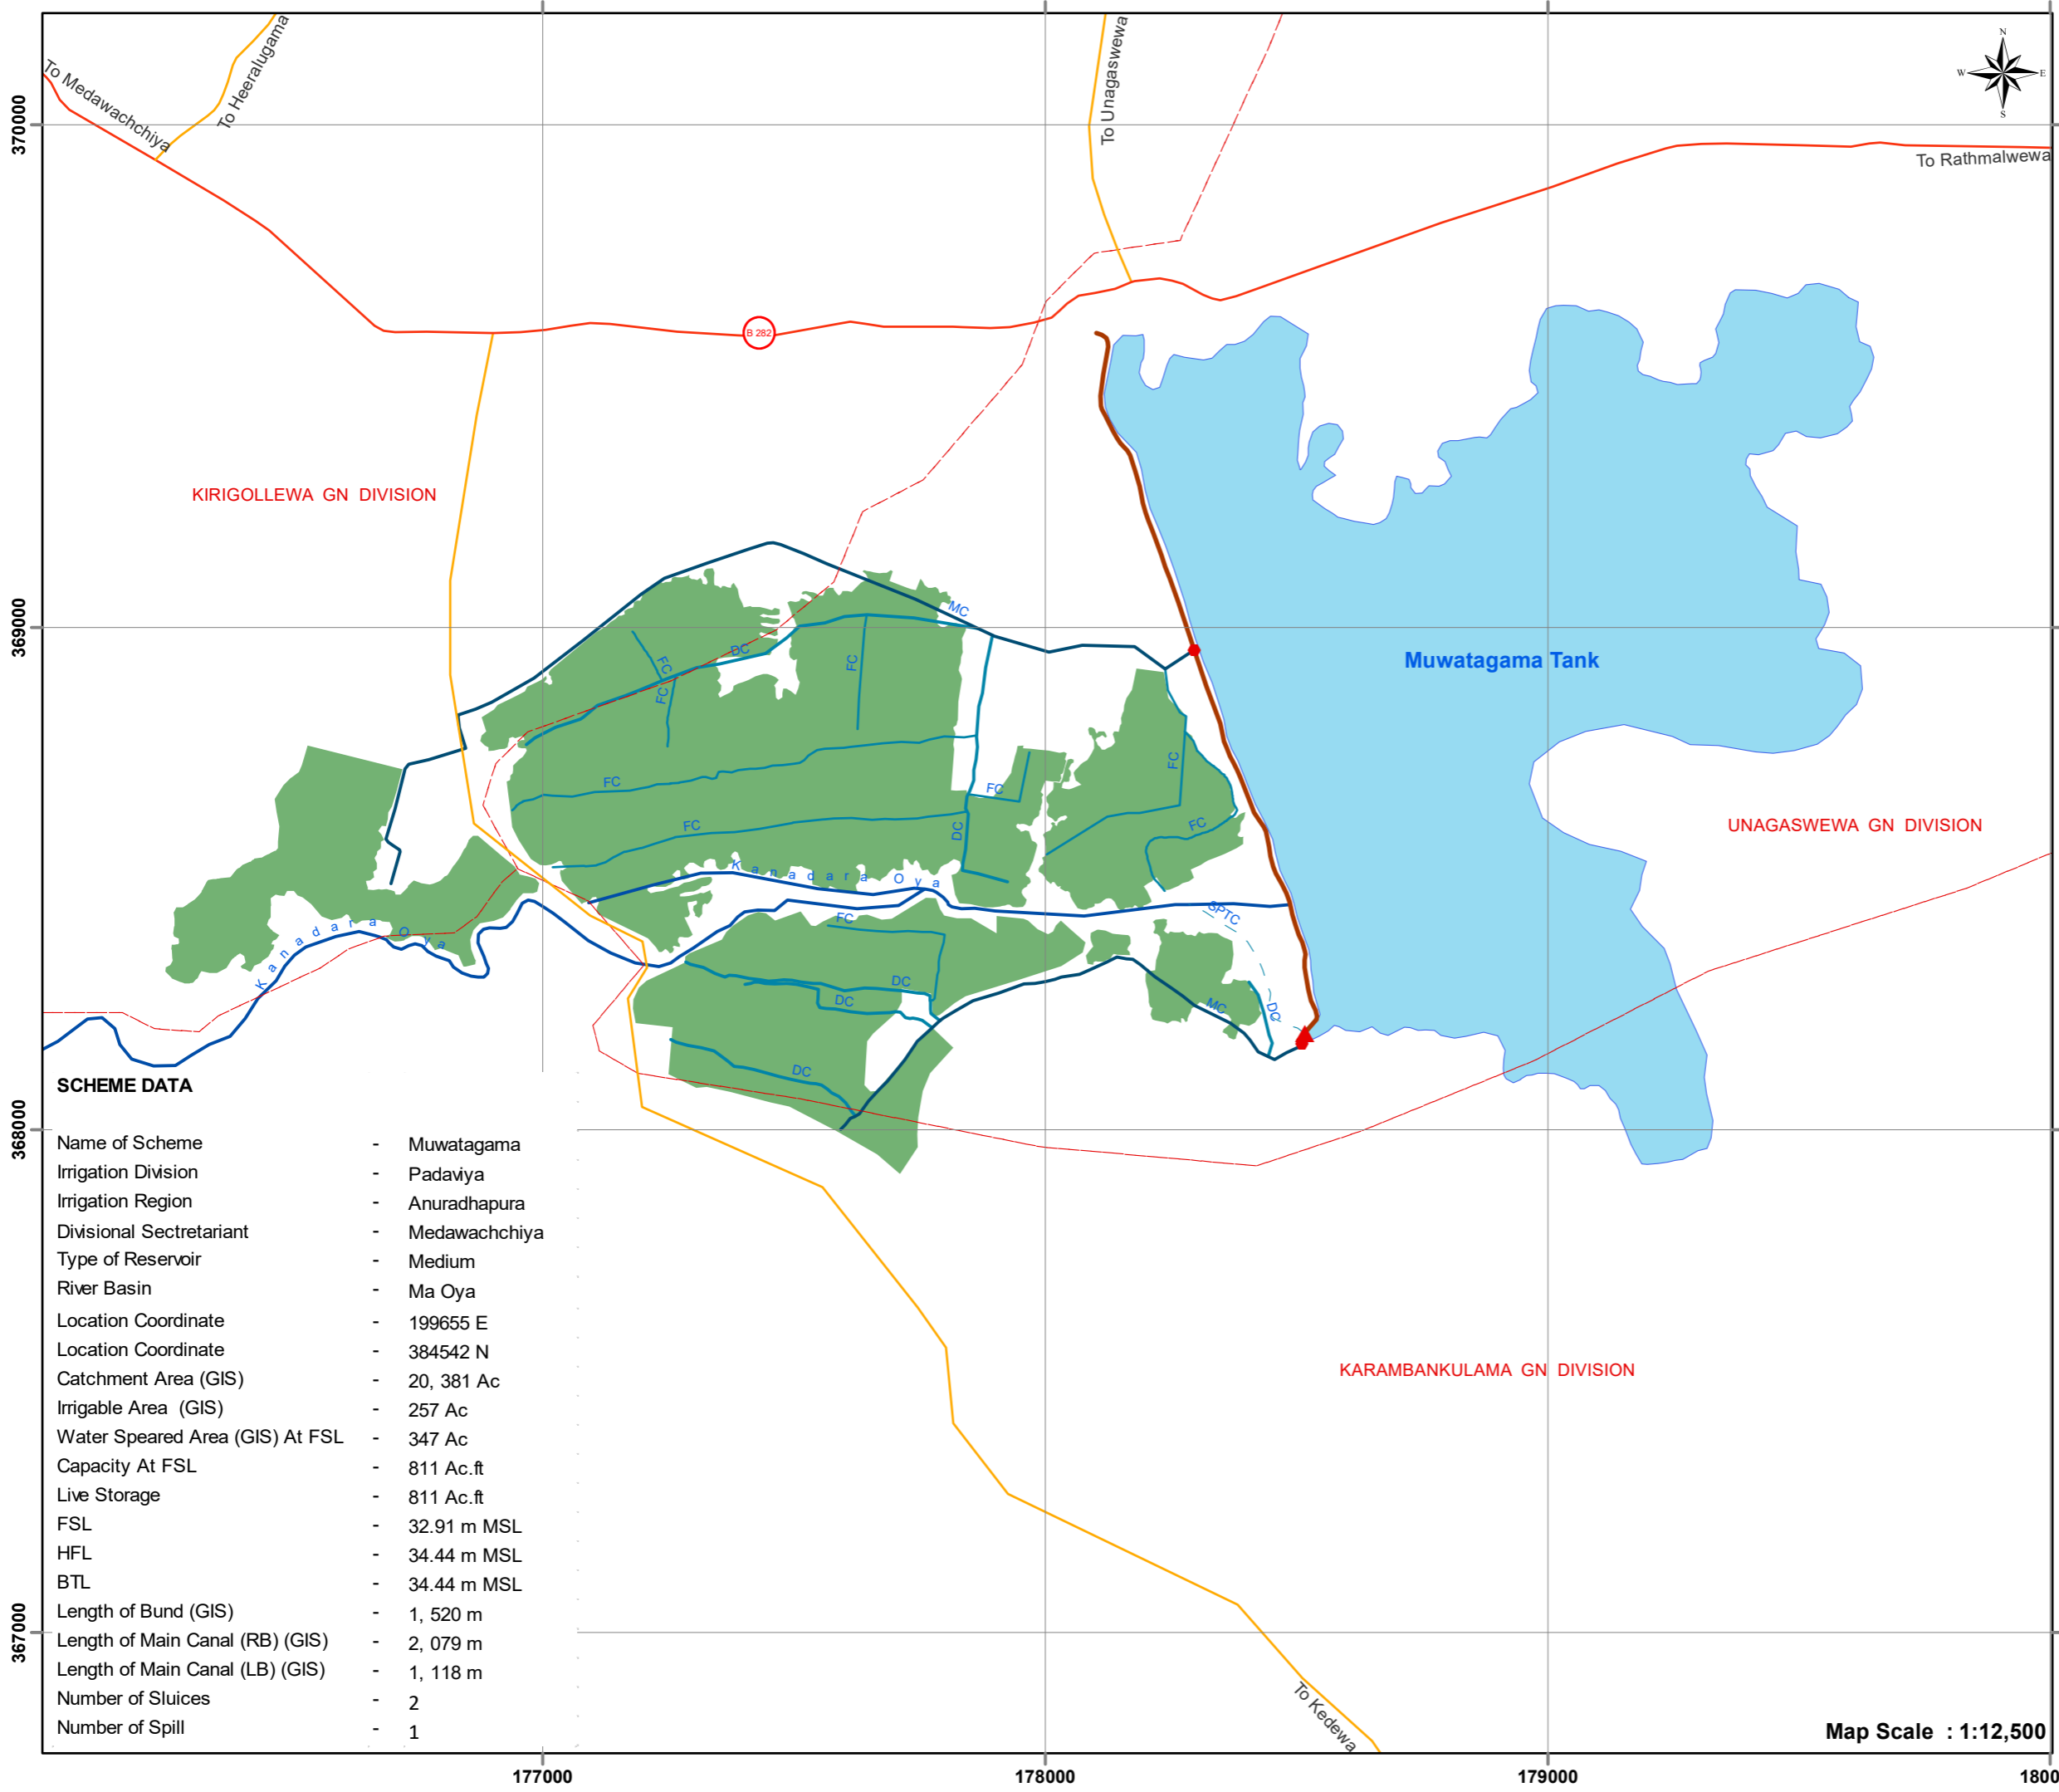 N
W E
S
To Medawachchiya
To Heeralugama
To Unagaswewa
To Rathmalwewa
370000
B 282
KIRIGOLLEWA GN DIVISION
369000
MC
DC
FC
FC
FC
Muwatagama Tank
FC
FC
FC
FC
DC
FC
UNAGASWEWA GN DIVISION
Kanadara Oya
SPTC
FC
Kanadara Oya
DC
DC
MC
DC
DC
368000
SCHEME DATA
Name of Scheme - Muwatagama
Irrigation Division - Padaviya
Irrigation Region - Anuradhapura
Divisional Sectretariant - Medawachchiya
Type of Reservoir - Medium
River Basin - Ma Oya
Location Coordinate - 199655 E
Location Coordinate - 384542 N
Catchment Area (GIS) - 20, 381 Ac
Irrigable Area (GIS) - 257 Ac
Water Speared Area (GIS) At FSL - 347 Ac
Capacity At FSL - 811 Ac.ft
Live Storage - 811 Ac.ft
FSL - 32.91 m MSL
HFL - 34.44 m MSL
BTL - 34.44 m MSL
Length of Bund (GIS) - 1, 520 m
Length of Main Canal (RB) (GIS) - 2, 079 m
Length of Main Canal (LB) (GIS) - 1, 118 m
Number of Sluices - 2
Number of Spill - 1
KARAMBANKULAMA GN DIVISION
367000
To Kedewa
Map Scale : 1:12,500
177000
178000
179000
1800